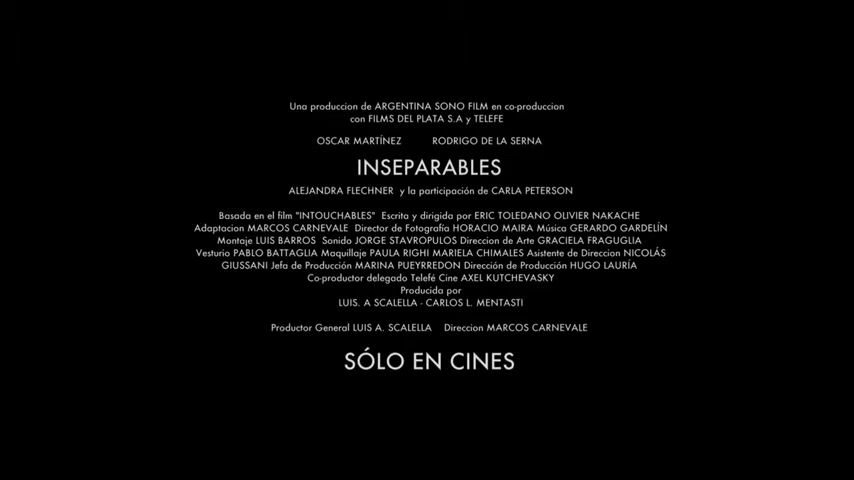 Una produccion de ARGENTINA SONO FILM en co-produccion
con FILMS DEL PLATA S.A y TELEFE
OSCAR MARTÍNEZ RODRIGO DE LA SERNA
INSEPARABLES
ALEJANDRA FLECHNER y la participación de CARLA PETERSON
Basada en el film "INTOUCHABLES" Escrita y dirigida por ERIC TOLEDANO OLIVIER NAKACHE
Adaptacion MARCOS CARNEVALE Director de Fotografía HORACIO MAIRA Música GERARDO GARDELÍN
Montaje LUIS BARROS Sonido JORGE STAVROPULOS Direccion de Arte GRACIELA FRAGUGLIA
Vesturio PABLO BATTAGLIA Maquillaje PAULA RIGHI MARIELA CHIMALES Asistente de Direccion NICOLÁS
GIUSSANI Jefa de Producción MARINA PUEYRREDON Dirección de Producción HUGO LAURÍA
Co-productor delegado Telefé Cine AXEL KUTCHEVASKY
Producida por
LUIS. A SCALELLA - CARLOS L. MENTASTI
Productor General LUIS A. SCALELLA Direccion MARCOS CARNEVALE
SÓLO EN CINES